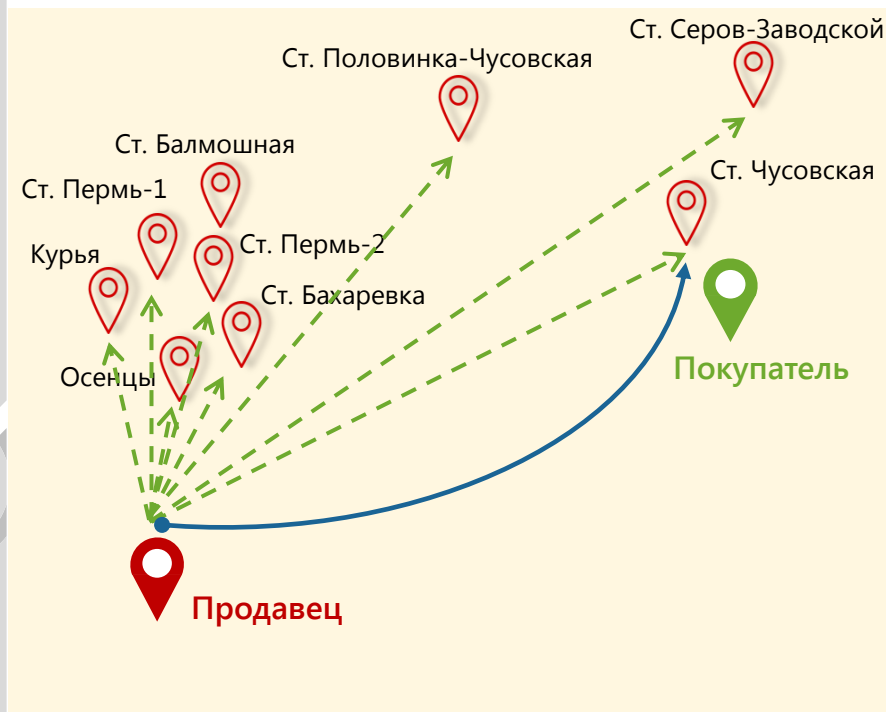 Ст. Серов-Заводской
Ст. Половинка-Чусовская
Ст. Балмошная
Ст. Чусовская
Ст. Пермь-1
Ст. Пермь-2
Курья
Ст. Бахаревка
Осенцы
Покупатель
Продавец